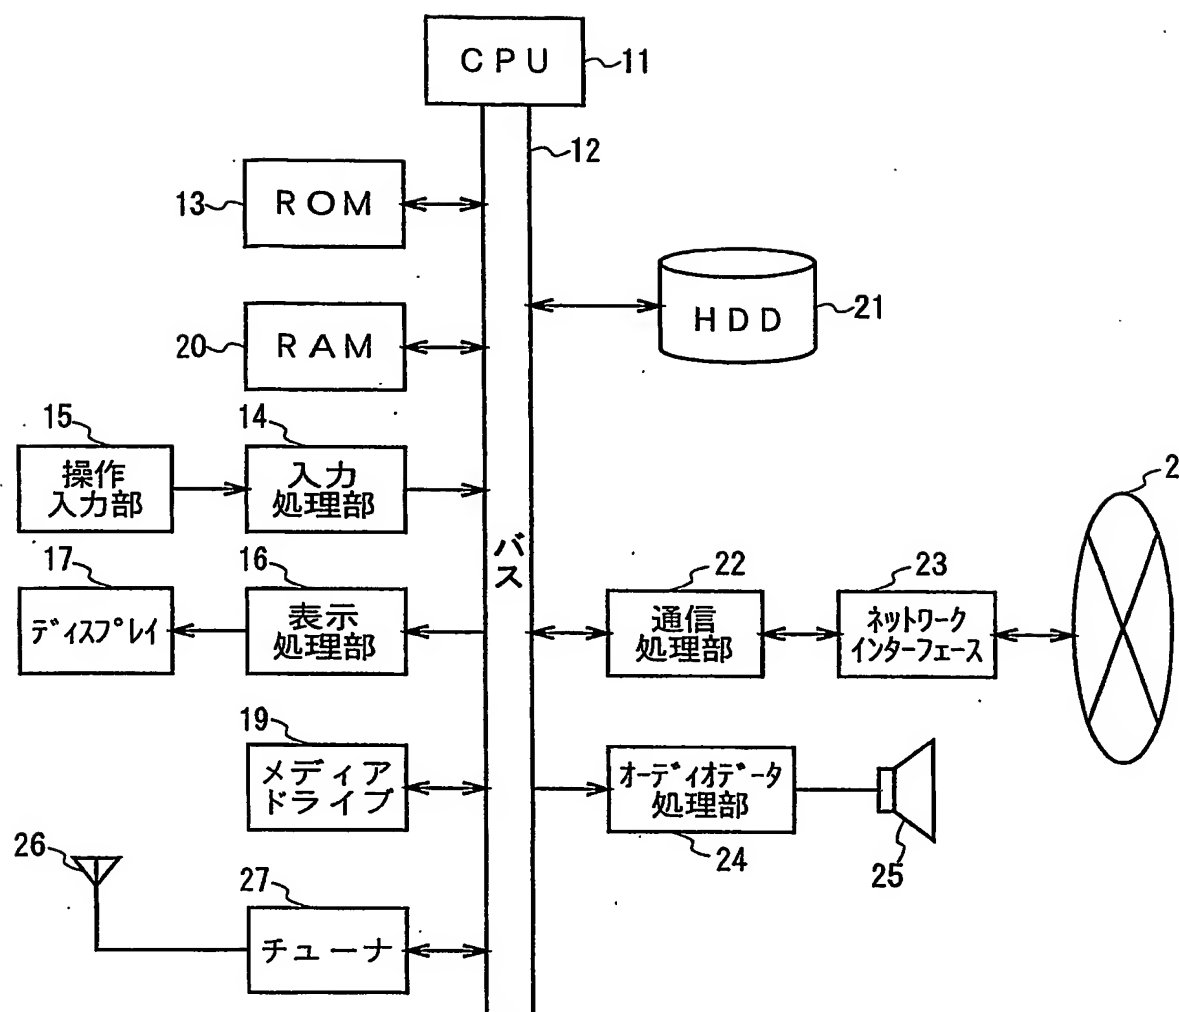 CPU
11
12
13
ROM
20
RAM
HDD
21
15
操作
入力部
14
入力
処理部
バス
17
ディスプレイ
16
表示
処理部
22
通信
処理部
23
ネットワーク
インターフェース
2
19
メディア
ドライブ
オーディオデータ
処理部
24
25
26
27
チューナ